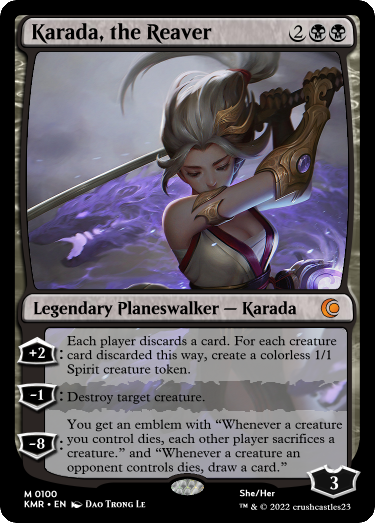 Karada, the Reaver 2
Legendary Planeswalker — Karada
+2: Each player discards a card. For each creature
card discarded this way, create a colorless 1/1
Spirit creature token.
-1: Destroy target creature.
You get an emblem with “Whenever a creature
-8: you control dies, each other player sacrifices a
creature.” and “Whenever a creature an
opponent controls dies, draw a card.”
3
M 0100
KMR • EN Dao Trong Le
She/Her
™ & © 2022 crushcastles23